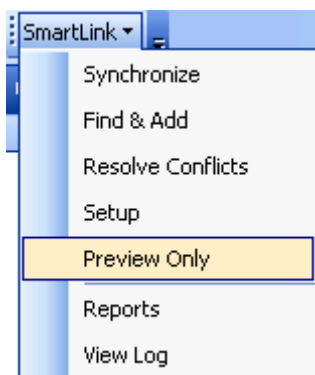 SmartLink
Synchronize
Find & Add
Resolve Conflicts
Setup
Preview Only
Reports
View Log